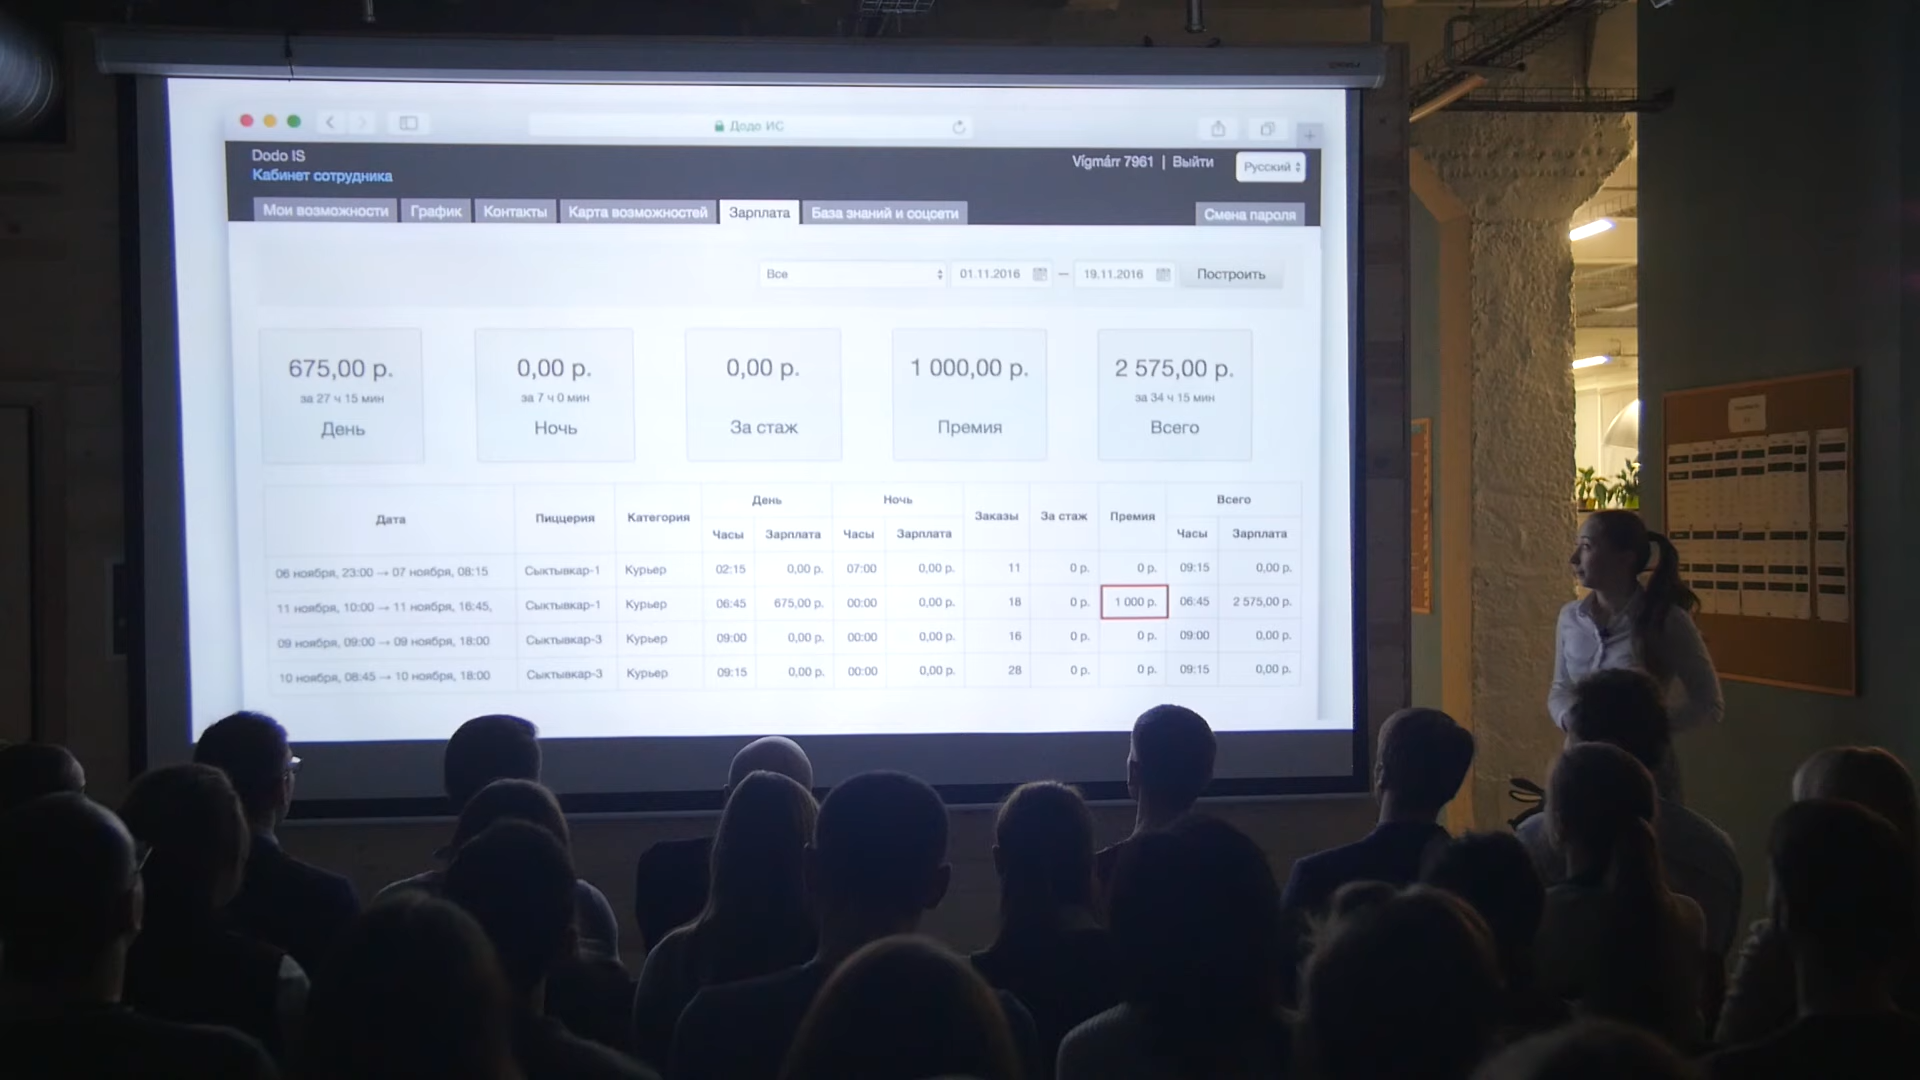 Додо ИС
Dodo IS
Кабинет сотрудника
Vígmárr 7961 | Выйти
Русский
Мои возможности График Контакты Карта возможностей Зарплата База знаний и соцсети Смена пароля
Все 01.11.2016 — 19.11.2016 Построить
675,00 р. 0,00 р. 0,00 р. 1 000,00 р. 2 575,00 р.
за 27 ч 15 мин за 7 ч 0 мин за 34 ч 15 мин
День Ночь За стаж Премия Всего
Дата Пиццерия Категория День Ночь Заказы За стаж Премия Всего
Часы Зарплата Часы Зарплата Часы Зарплата
06 ноября, 23:00 → 07 ноября, 08:15 Сыктывкар-1 Курьер 02:15 0,00 р. 07:00 0,00 р. 11 0 р. 0 р. 09:15 0,00 р.
11 ноября, 10:00 → 11 ноября, 16:45, Сыктывкар-1 Курьер 06:45 675,00 р. 00:00 0,00 р. 18 0 р. 1 000 р. 06:45 2 575,00 р.
09 ноября, 09:00 → 09 ноября, 18:00 Сыктывкар-3 Курьер 09:00 0,00 р. 00:00 0,00 р. 16 0 р. 0 р. 09:00 0,00 р.
10 ноября, 08:45 → 10 ноября, 18:00 Сыктывкар-3 Курьер 09:15 0,00 р. 00:00 0,00 р. 28 0 р. 0 р. 09:15 0,00 р.